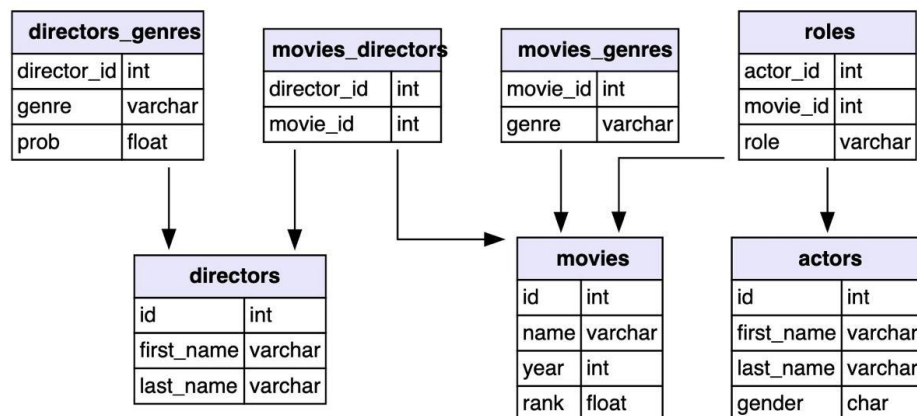 directors_genres
director_id int
genre varchar
prob float
movies_directors
director_id int
movie_id int
movies_genres
movie_id int
genre varchar
roles
actor_id int
movie_id int
role varchar
directors
id int
first_name varchar
last_name varchar
movies
id int
name varchar
year int
rank float
actors
id int
first_name varchar
last_name varchar
gender char